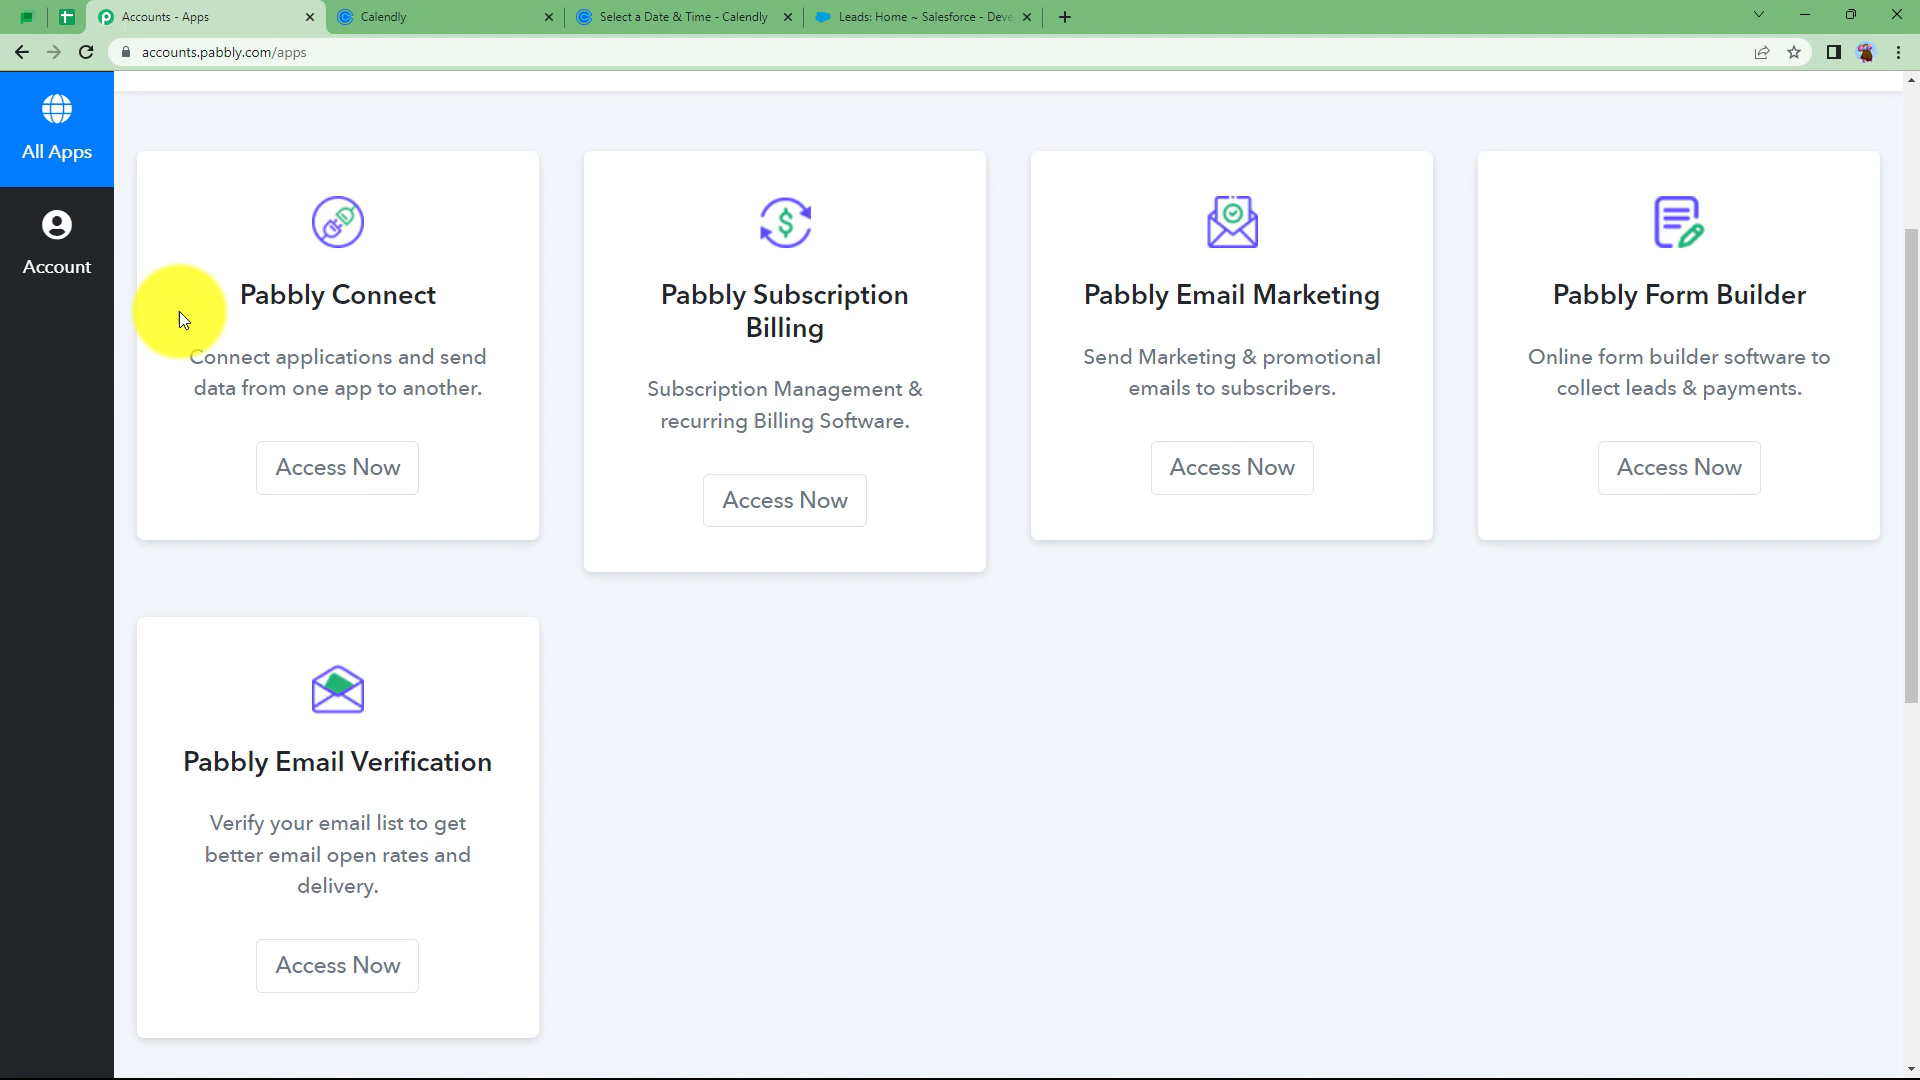 Accounts - Apps
Calendly
Select a Date & Time - Calendly
Leads: Home ~ Salesforce - Deve
accounts.pabbly.com/apps
All Apps
Account
Pabbly Connect
Connect applications and send
data from one app to another.
Access Now
Pabbly Subscription
Billing
Subscription Management &
recurring Billing Software.
Access Now
Pabbly Email Marketing
Send Marketing & promotional
emails to subscribers.
Access Now
Pabbly Form Builder
Online form builder software to
collect leads & payments.
Access Now
Pabbly Email Verification
Verify your email list to get
better email open rates and
delivery.
Access Now